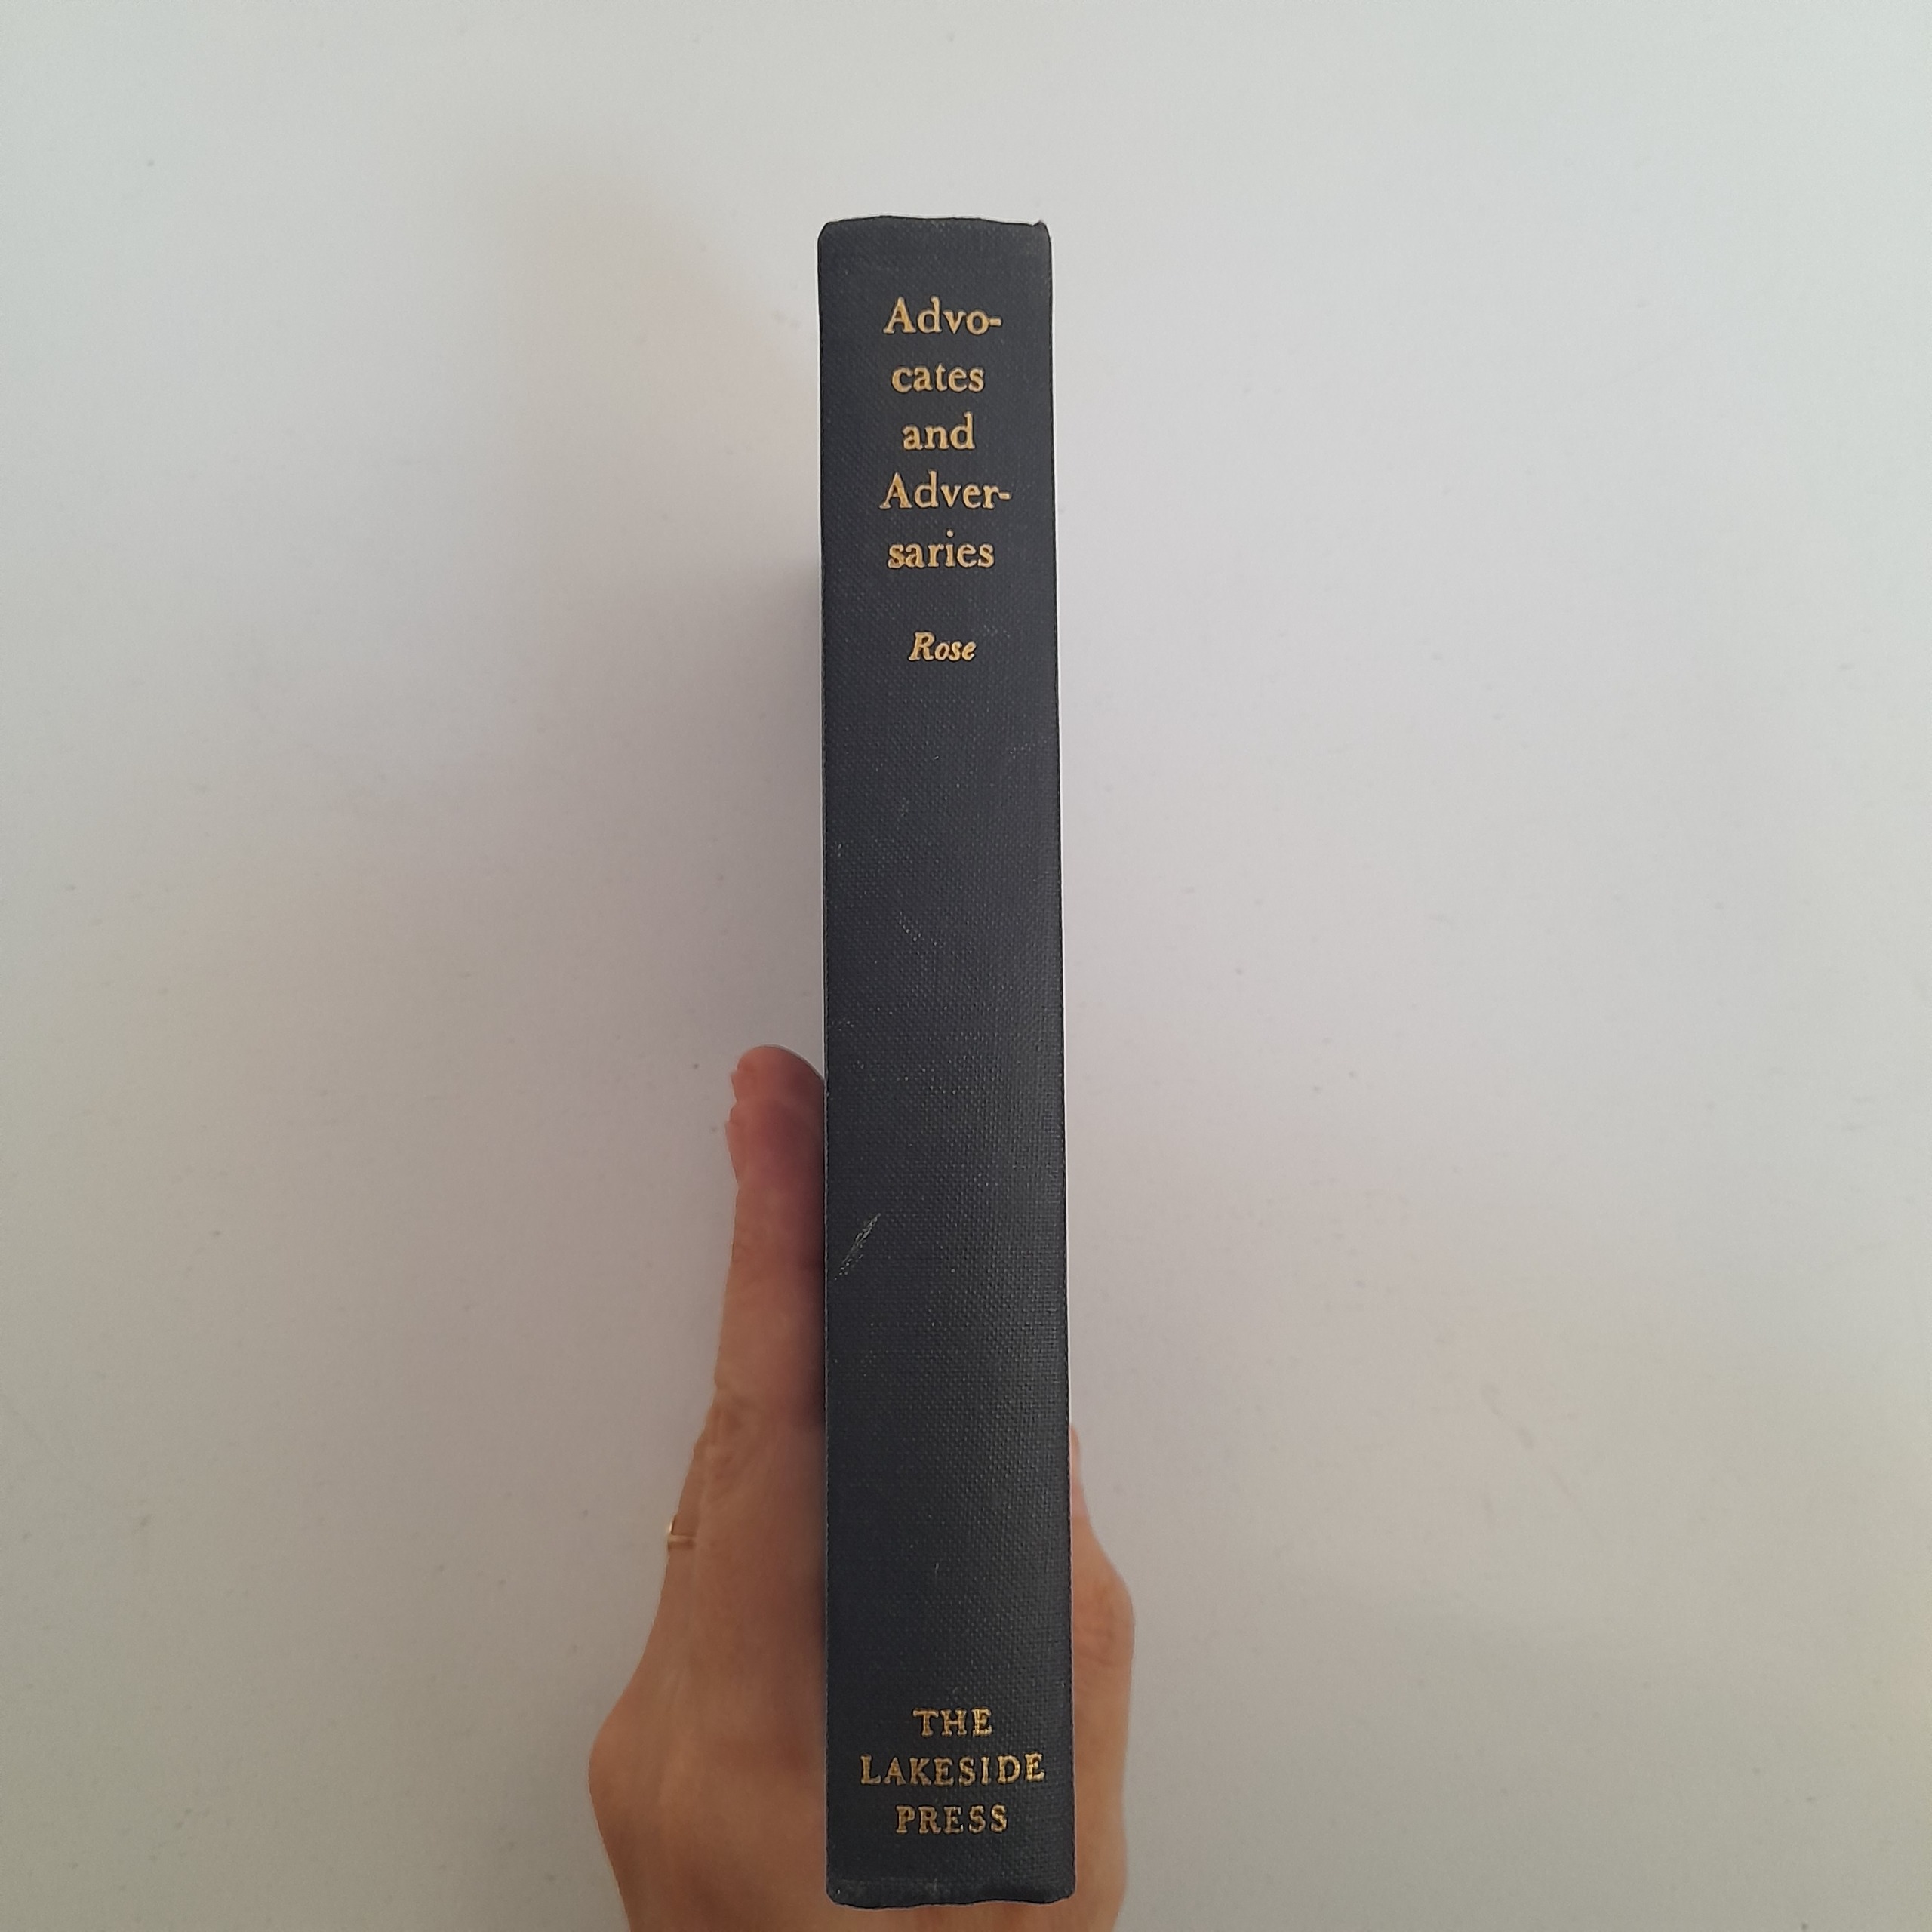 Advo-
cates
and
Adver-
saries
Rose
THE
LAKESIDE
PRESS